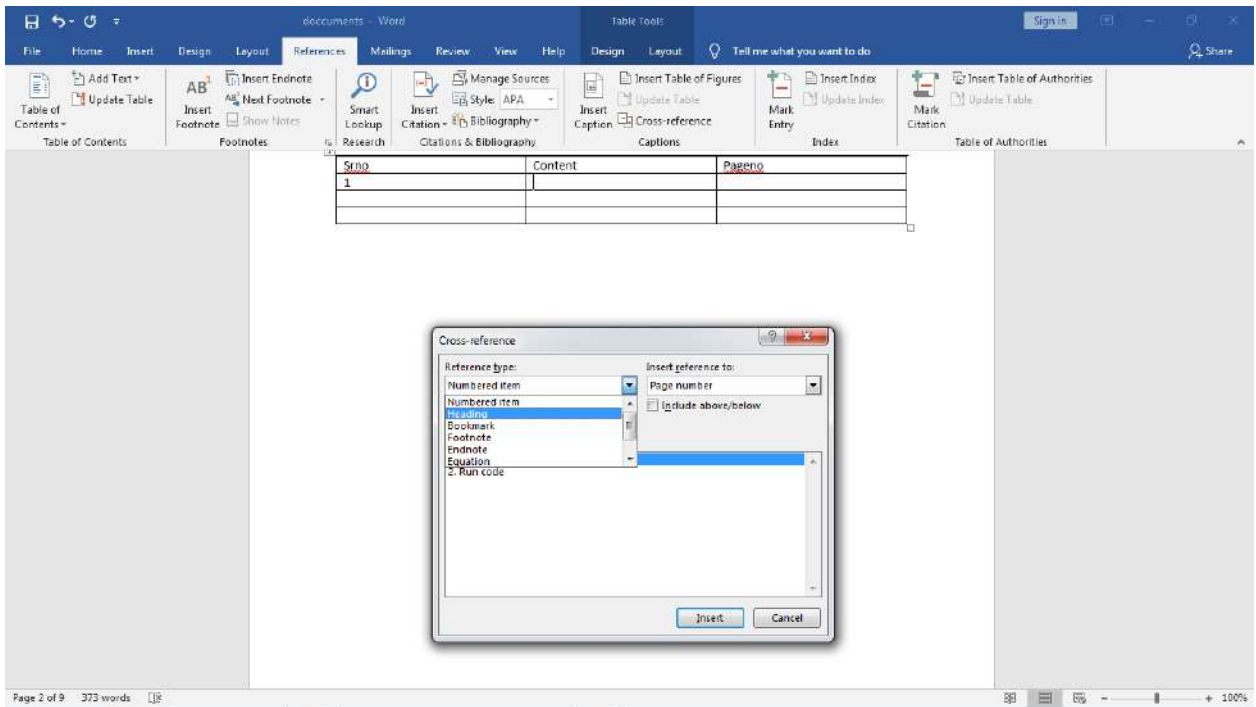 doccuments - Word
Table Tools
Sign in
File Home Insert Design Layout References Mailings Review View Help Design Layout Tell me what you want to do Share
Table of Contents
Add Text
Update Table
Table of Contents
AB1
Insert Footnote
Insert Endnote
Next Footnote
Show Notes
Footnotes
Smart Lookup
Research
Insert Citation
Manage Sources
Style: APA
Bibliography
Citations & Bibliography
Insert Caption
Insert Table of Figures
Update Table
Cross-reference
Captions
Mark Entry
Insert Index
Update Index
Index
Mark Citation
Insert Table of Authorities
Update Table
Table of Authorities
Srno Content Pageno
1
Cross-reference
Reference type: Insert reference to:
Numbered item Page number
Numbered item Include above/below
Heading
Bookmark
Footnote
Endnote
Equation
2. Run code
Insert Cancel
Page 2 of 9 373 words 100%